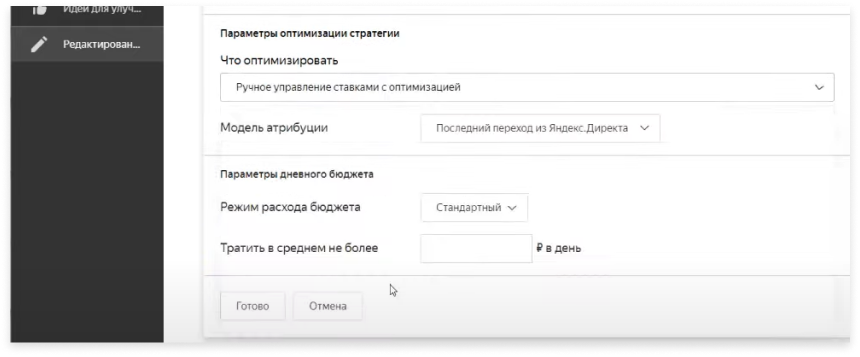 Идеи для улуч...
Редактирован...
Параметры оптимизации стратегии
Что оптимизировать
Ручное управление ставками с оптимизацией
Модель атрибуции
Последний переход из Яндекс.Директа
Параметры дневного бюджета
Режим расхода бюджета
Стандартный
Тратить в среднем не более
₽ в день
Готово
Отмена